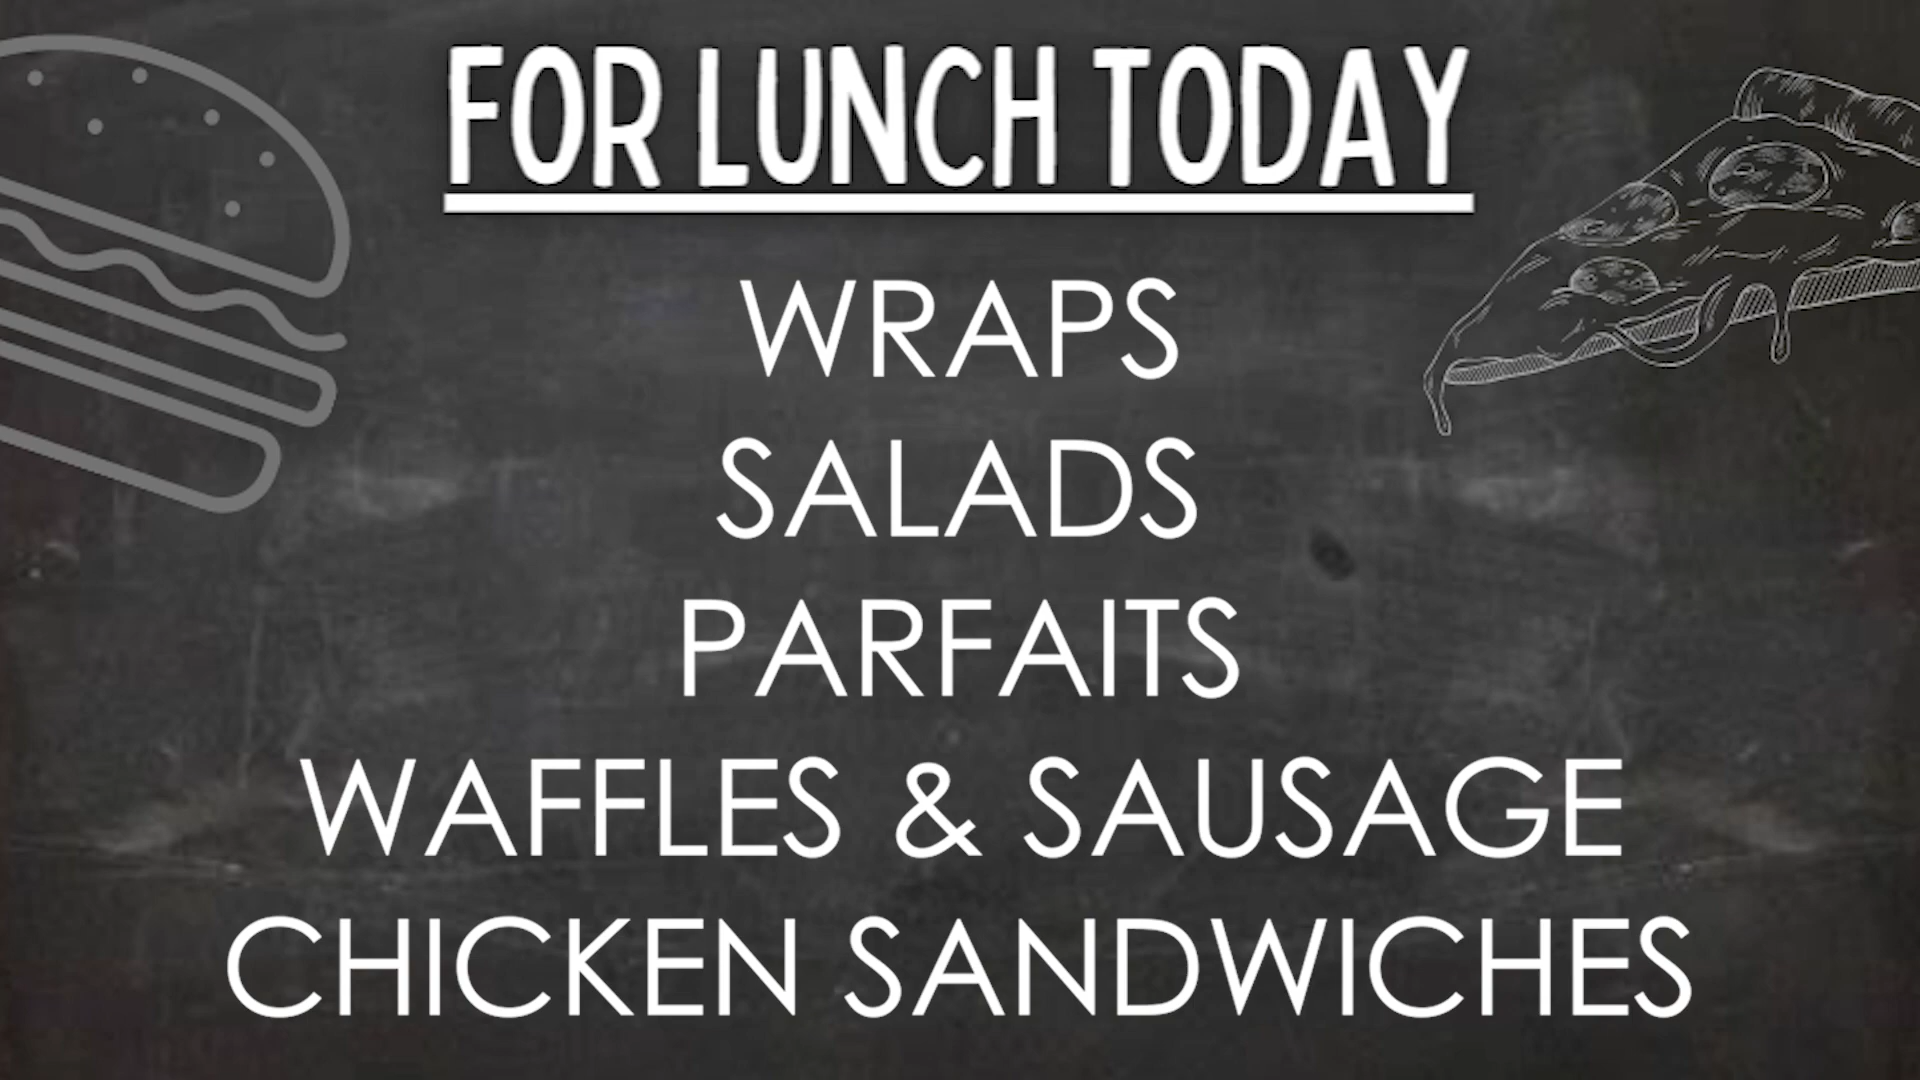 FOR LUNCH TODAY
WRAPS
SALADS
PARFAITS
WAFFLES & SAUSAGE
CHICKEN SANDWICHES